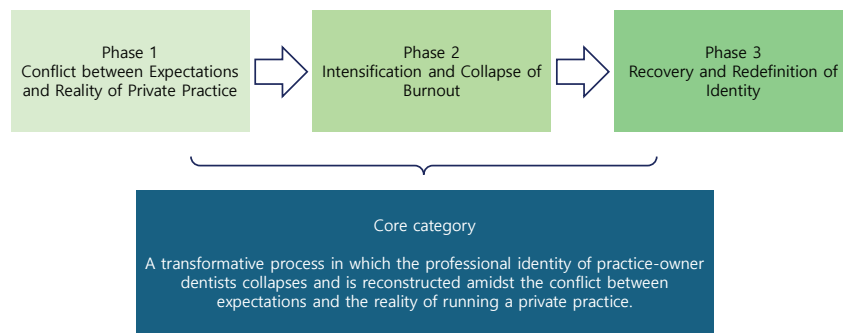 Phase 1
Conflict between Expectations
and Reality of Private Practice
Phase 2
Intensification and Collapse of
Burnout
Phase 3
Recovery and Redefinition of
Identity
Core category
A transformative process in which the professional identity of practice-owner
dentists collapses and is reconstructed amidst the conflict between
expectations and the reality of running a private practice.